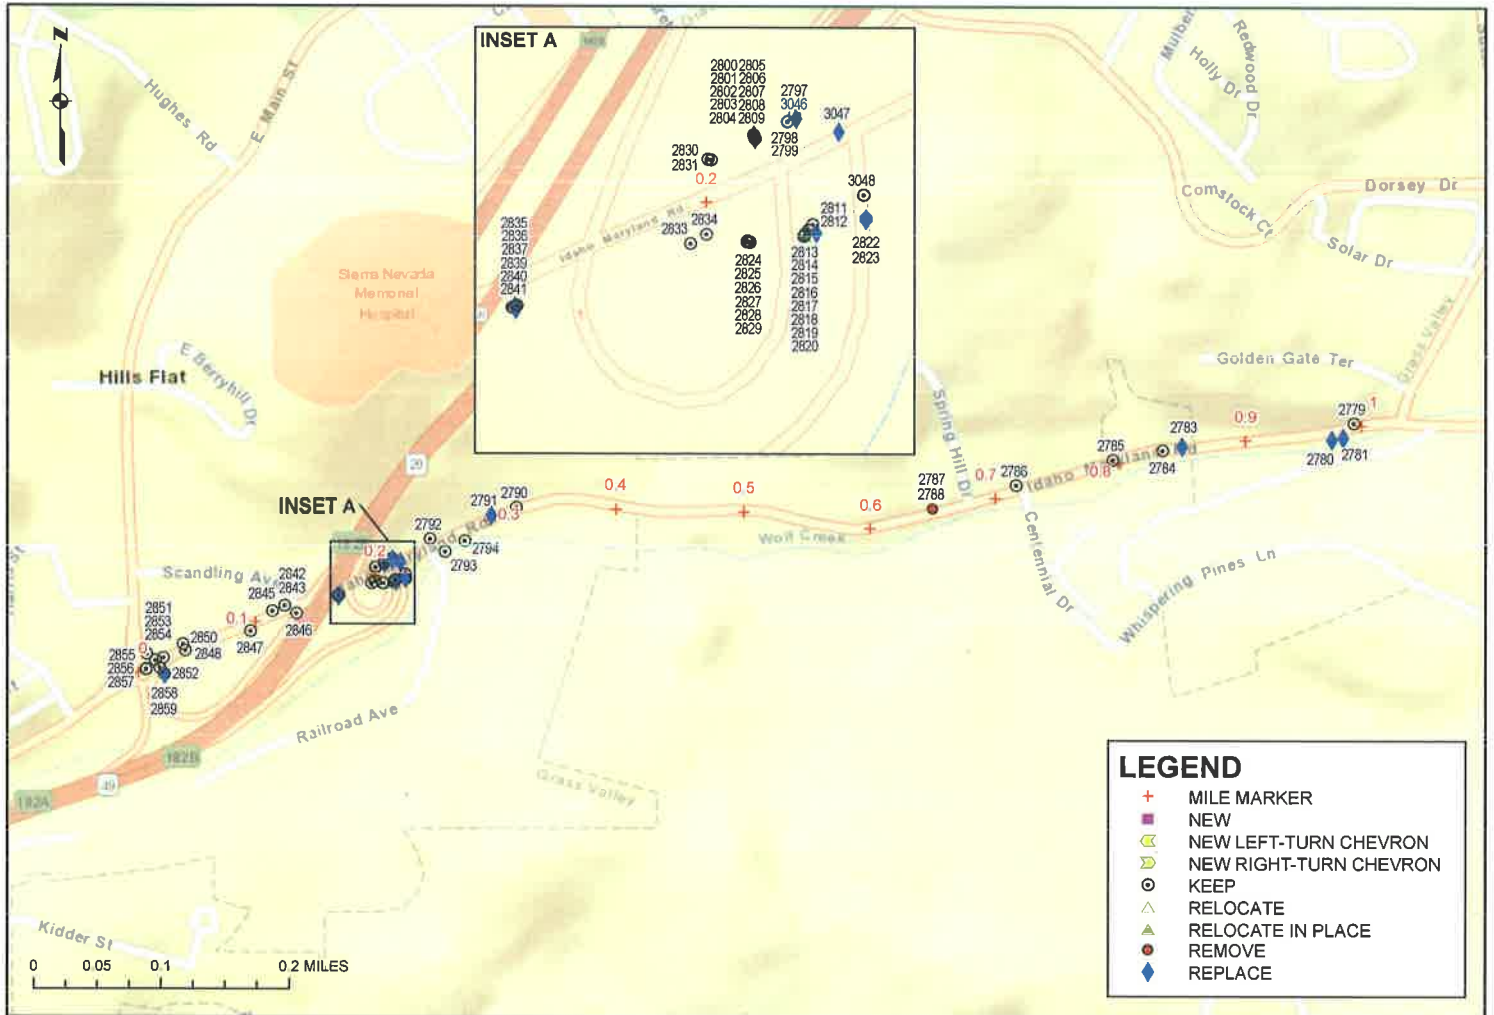 N
Hughes Rd
E Main St
INSET A
2800 2805
2801 2806
2802 2807
2803 2808
2804 2809
2797
3046
2798
2799
3047
2830
2831
0.2
3048
2811
2812
2822
2823
2833
2834
Idaho Maryland Rd
2835
2836
2837
2839
2840
2841
2824
2825
2826
2827
2828
2829
2813
2814
2815
2816
2817
2818
2819
2820
Holly Dr
Redwood Dr
Comstock Ct
Dorsey Dr
Solar Dr
Grass Valley
Golden Gate Ter
Sierra Nevada
Memorial
Hospital
Hills Flat
E Berryhill Dr
20
INSET A
Spring Hill Dr
2779
1
2780
2781
0.9
2783
2784
2785
0.8
Idaho Maryland Rd
2786
0.7
2787
2788
0.6
0.5
0.4
0.3
2790
2791
2792
2793
2794
Wolf Creek
Centennial Dr
Whispering Pines Ln
0.2
Scandling Ave
2842
2843
2845
2846
0.1
2847
2851
2853
2854
2850
2848
0
2855
2856
2857
2852
2858
2859
Railroad Ave
182B
49
182A
Grass Valley
Kidder St
0 0.05 0.1 0.2 MILES
LEGEND
MILE MARKER
NEW
NEW LEFT-TURN CHEVRON
NEW RIGHT-TURN CHEVRON
KEEP
RELOCATE
RELOCATE IN PLACE
REMOVE
REPLACE